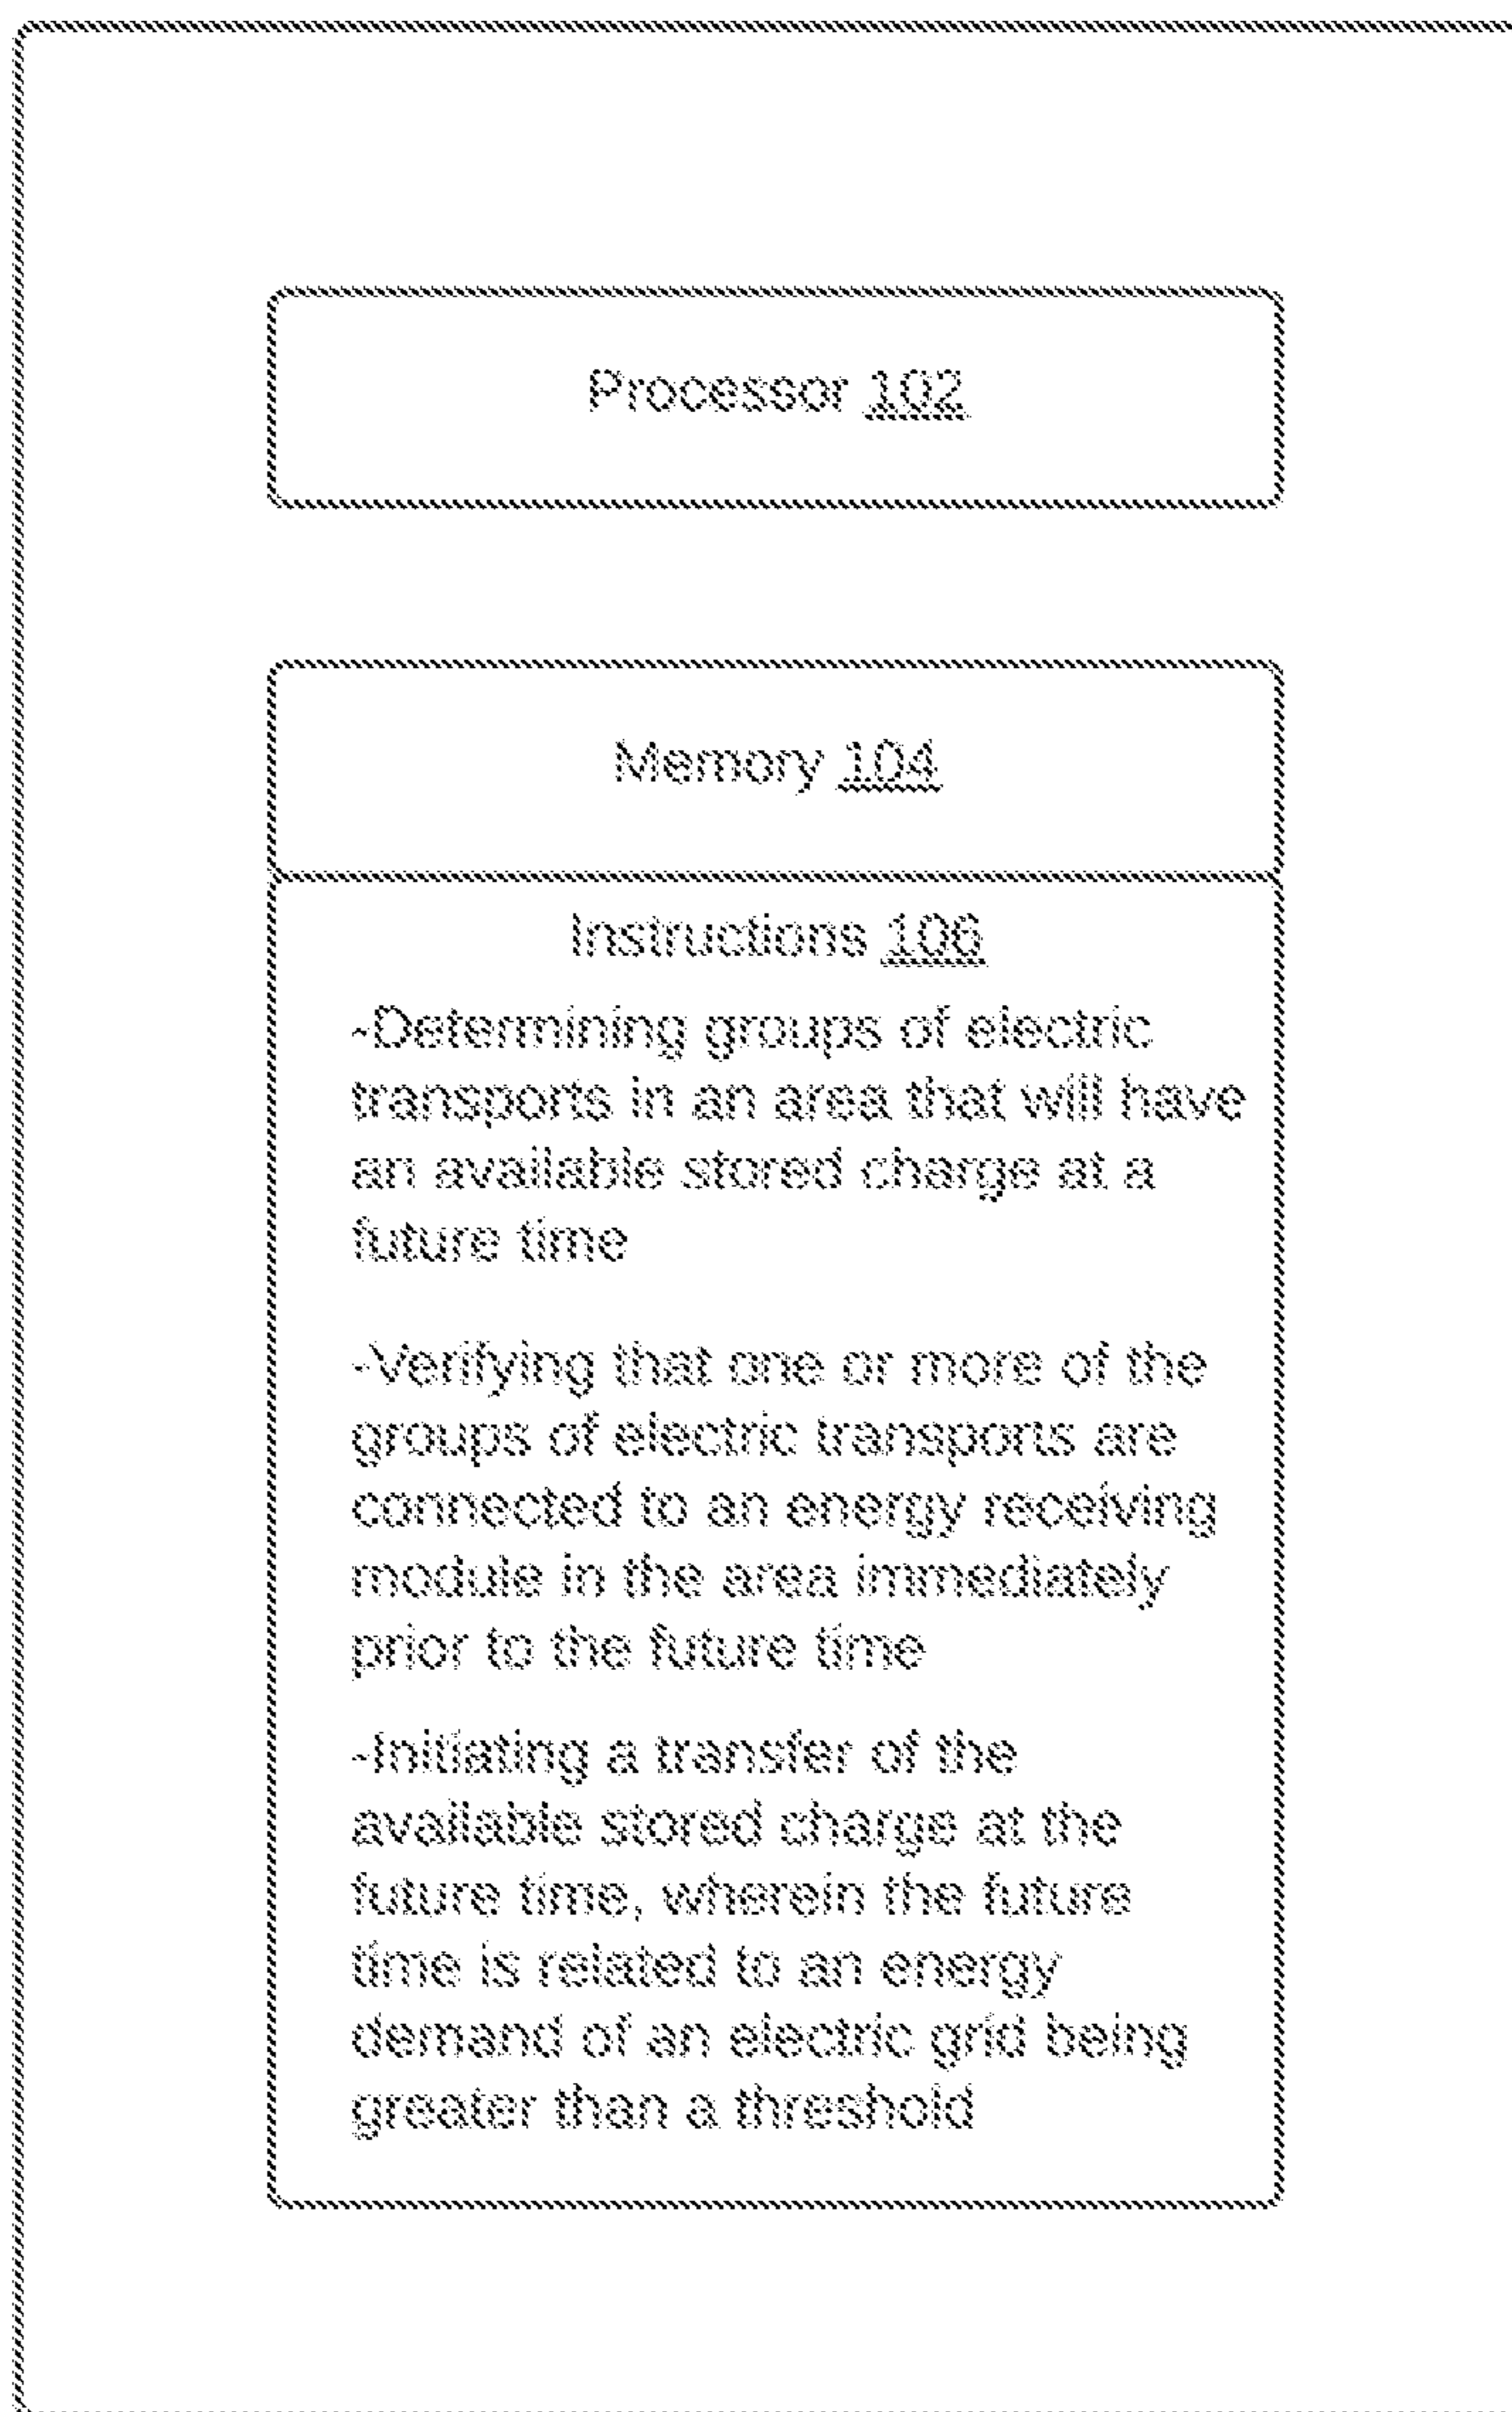 Processor 102
Memory 104
Instructions 106
-Determining groups of electric
transports in an area that will have
an available stored charge at a
future time
-Verifying that one or more of the
groups of electric transports are
connected to an energy receiving
module in the area immediately
prior to the future time
-Initiating a transfer of the
available stored charge at the
future time, wherein the future
time is related to an energy
demand of an electric grid being
greater than a threshold